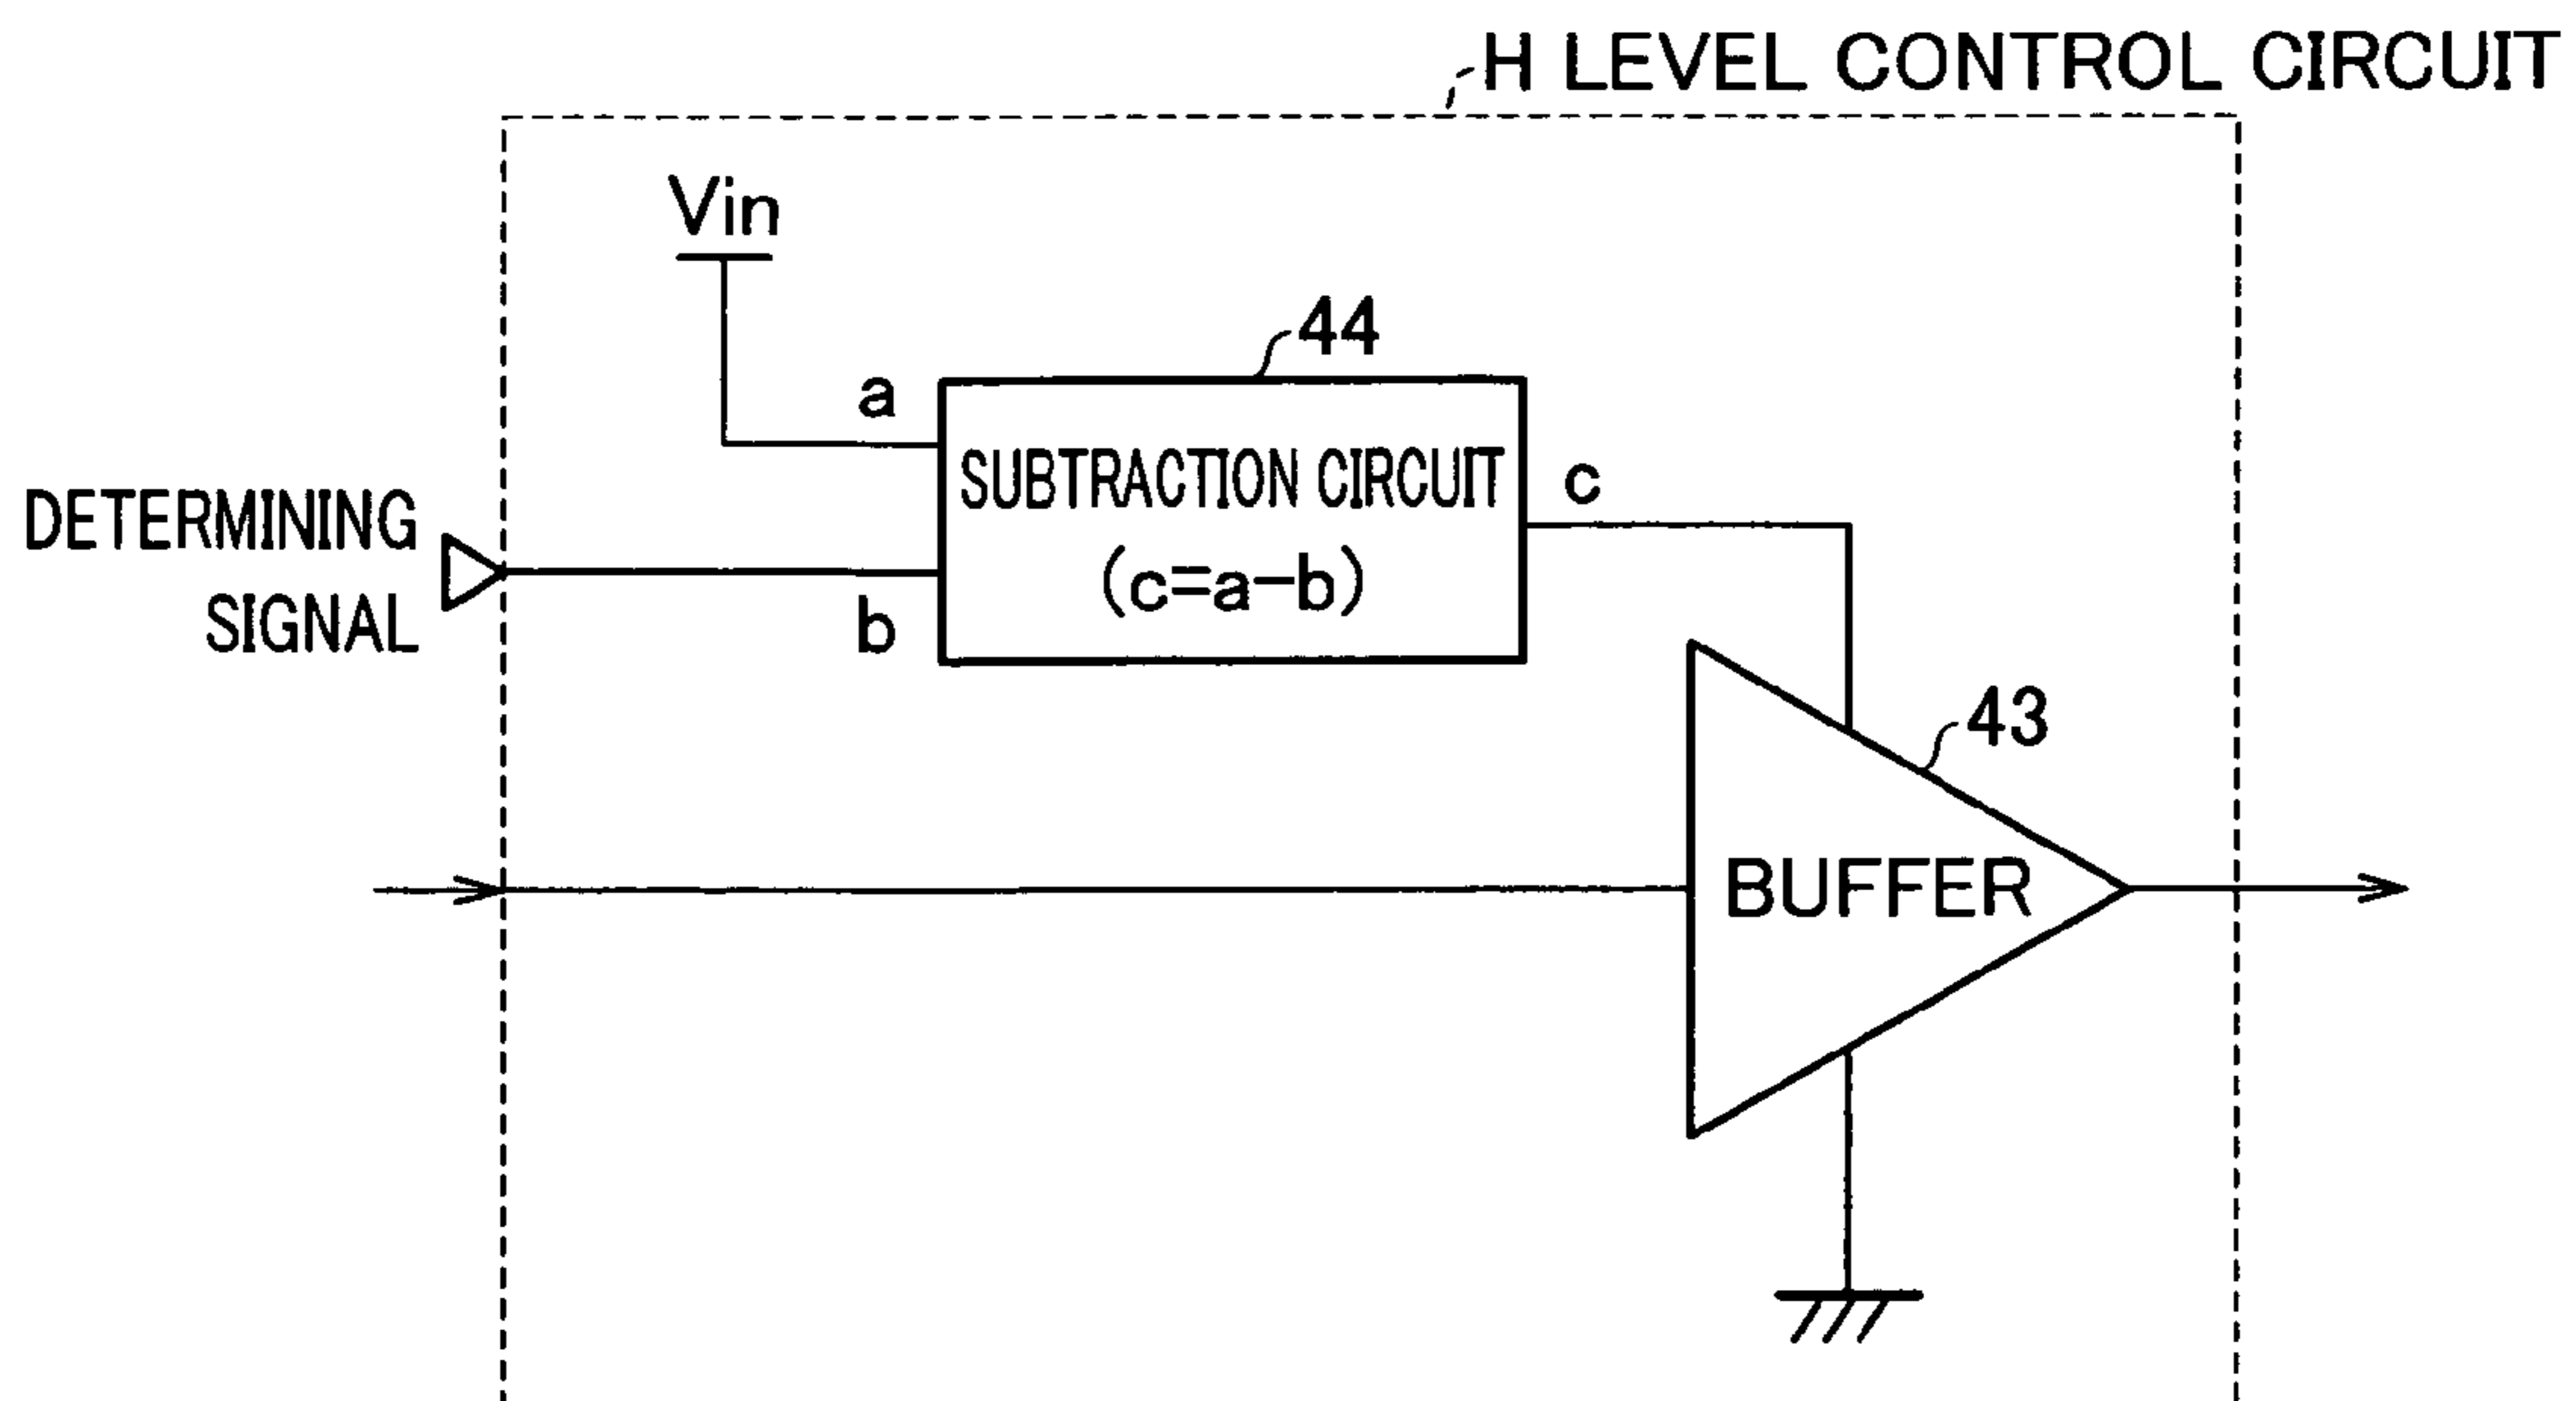 H LEVEL CONTROL CIRCUIT
Vin
44
a
SUBTRACTION CIRCUIT
(c=a-b)
c
DETERMINING
SIGNAL
b
43
BUFFER